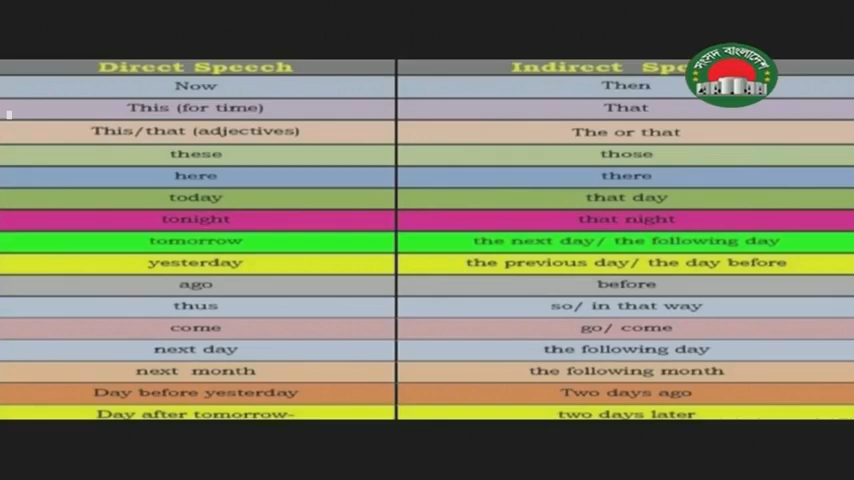 Direct Speech Indirect Spe
Now Then
This (for time) That
This/that (adjectives) The or that
these those
here there
today that day
tonight that night
tomorrow the next day/ the following day
yesterday the previous day/ the day before
ago before
thus so/ in that way
come go/ come
next day the following day
next month the following month
Day before yesterday Two days ago
Day after tomorrow- two days later
সংসদ বাংলাদেশ